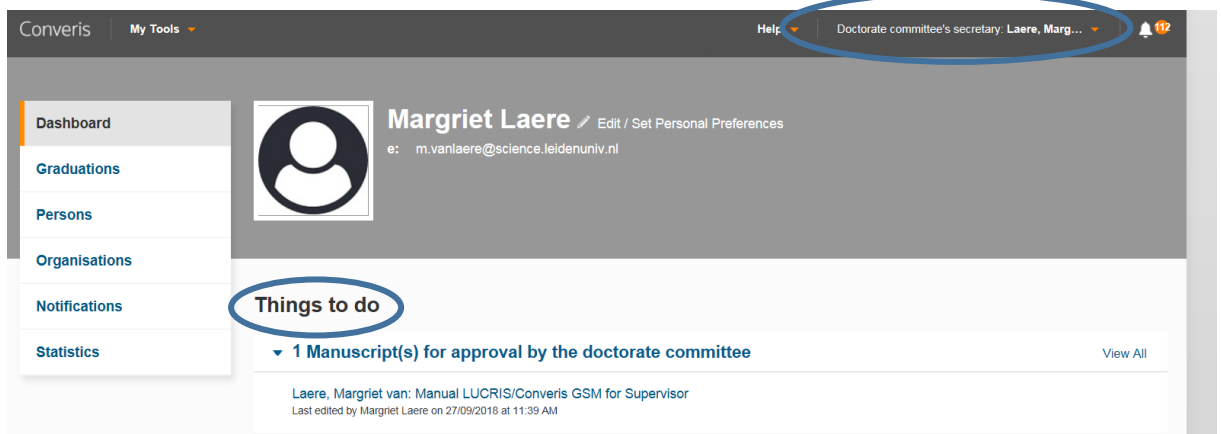 Converis My Tools Help Doctorate committee's secretary: Laere, Marg... 112
Dashboard
Graduations
Persons
Organisations
Notifications
Statistics
Margriet Laere Edit / Set Personal Preferences
e: m.vanlaere@science.leidenuniv.nl
Things to do
1 Manuscript(s) for approval by the doctorate committee View All
Laere, Margriet van: Manual LUCRIS/Converis GSM for Supervisor
Last edited by Margriet Laere on 27/09/2018 at 11:39 AM